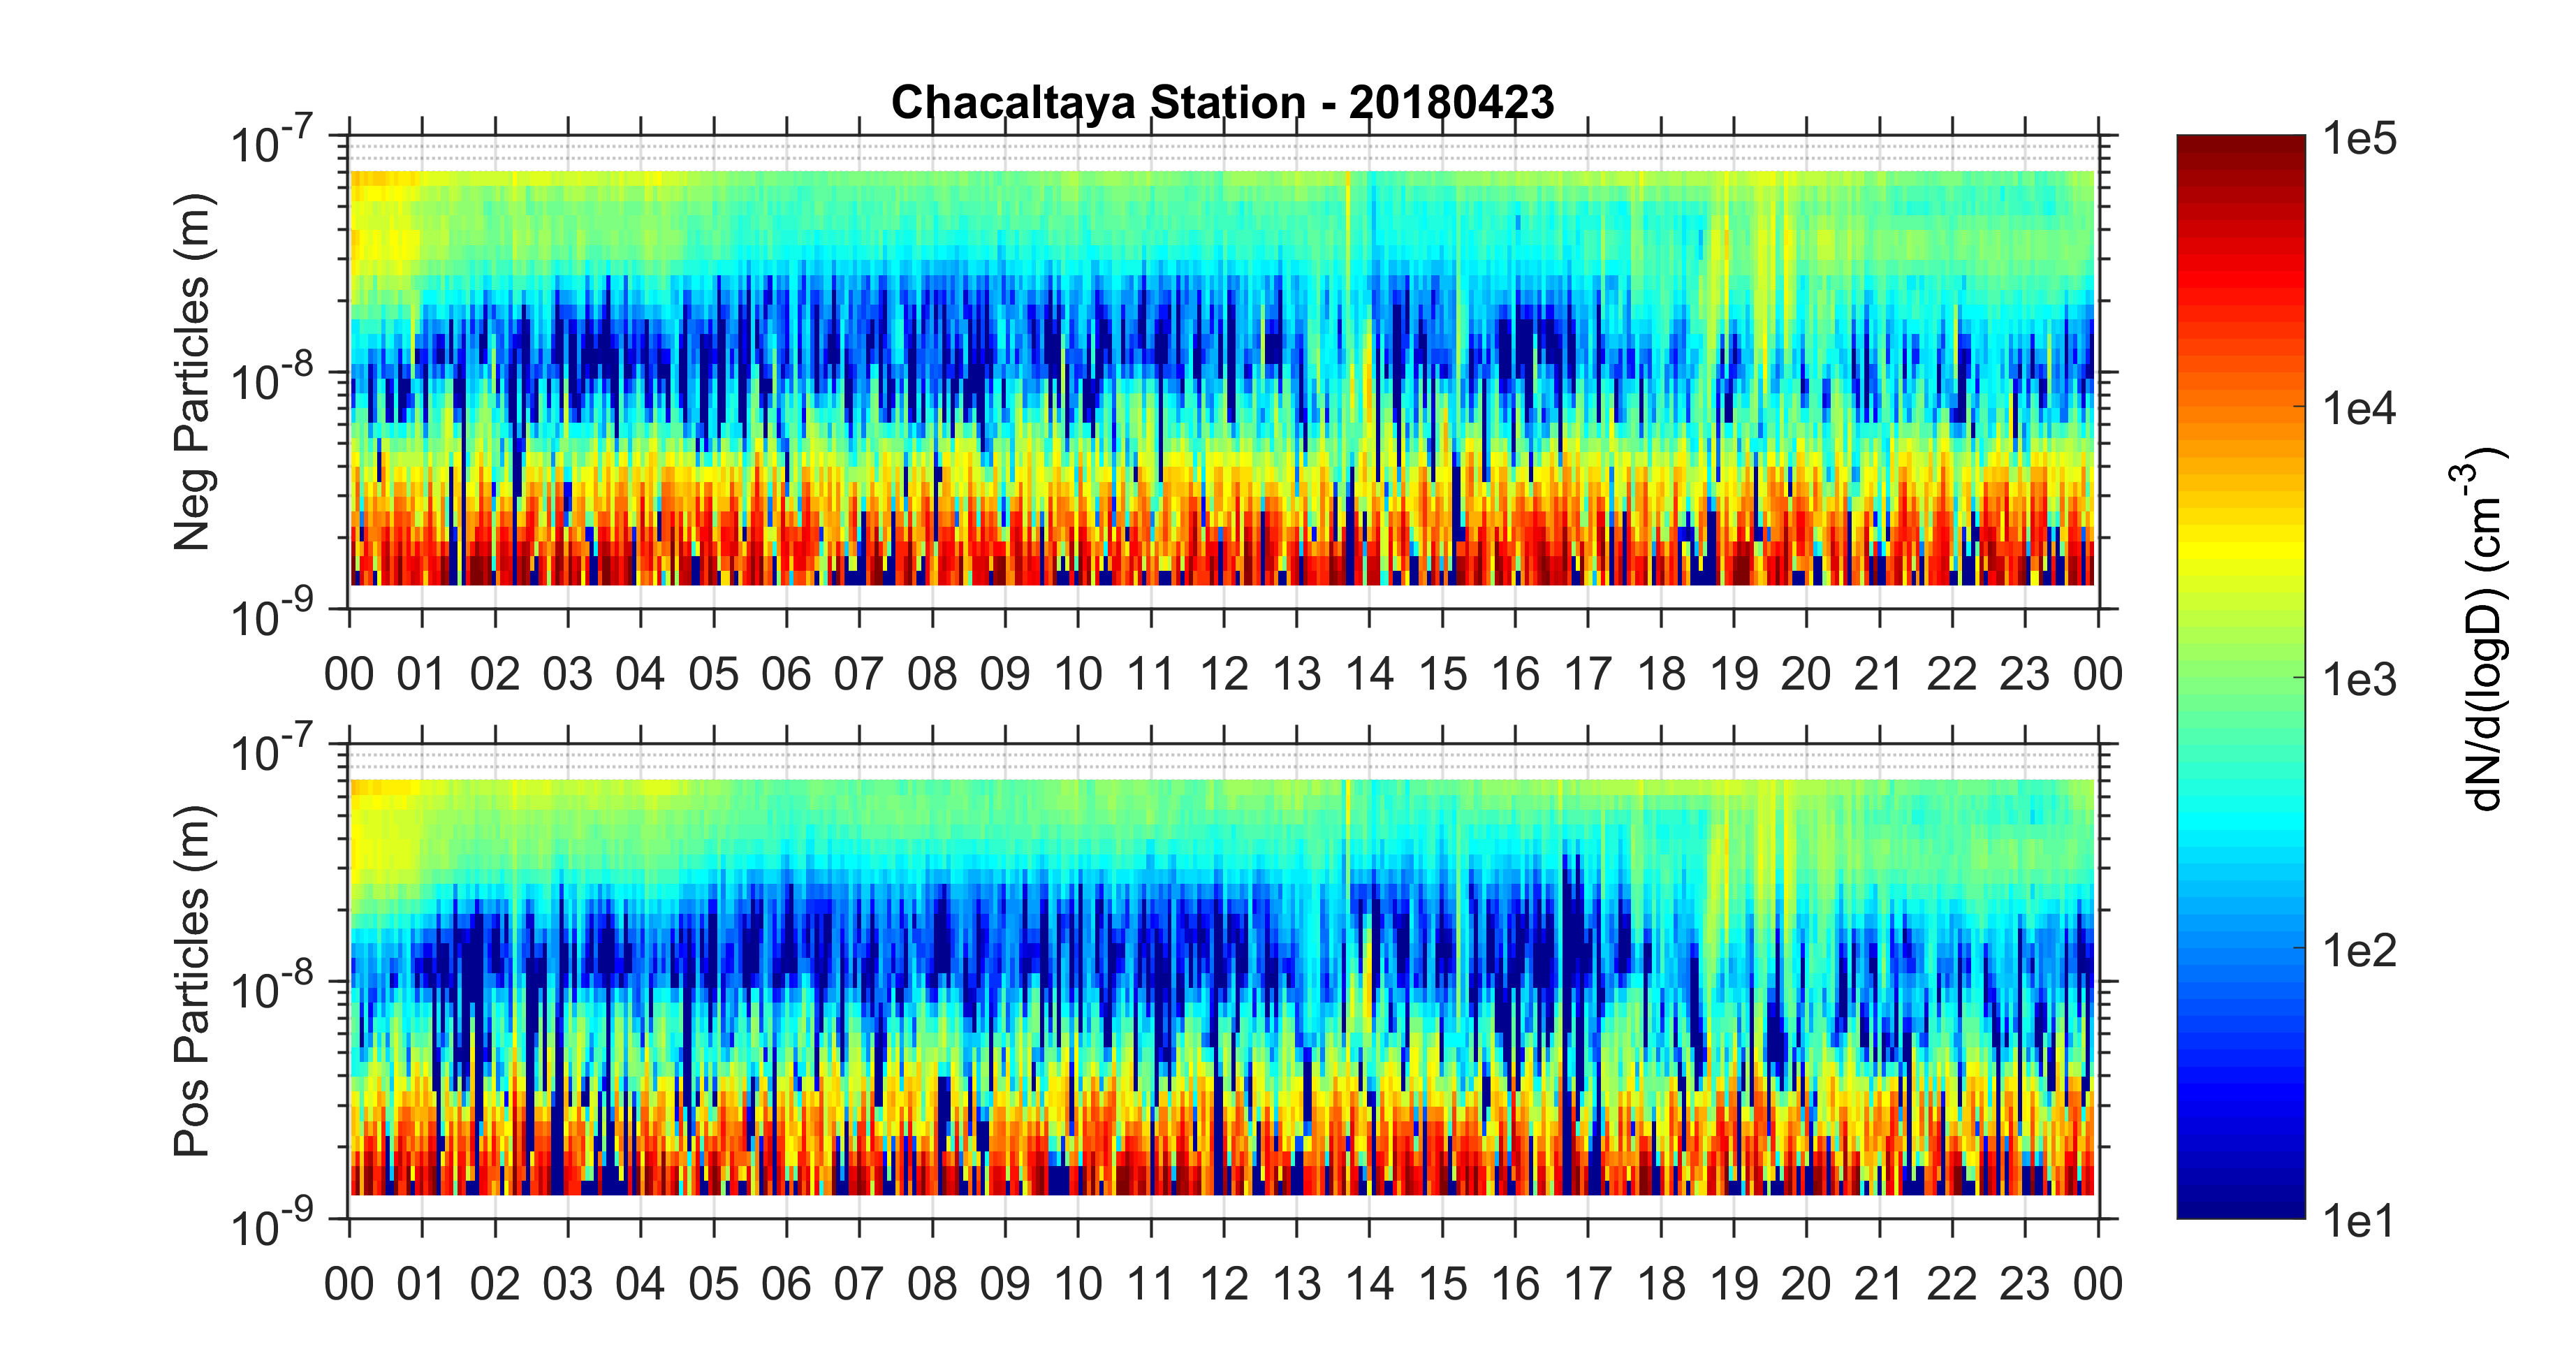 Chacaltaya Station - 20180423
Neg Particles (m)
10^-7
10^-8
10^-9
00 01 02 03 04 05 06 07 08 09 10 11 12 13 14 15 16 17 18 19 20 21 22 23 00
Pos Particles (m)
10^-7
10^-8
10^-9
00 01 02 03 04 05 06 07 08 09 10 11 12 13 14 15 16 17 18 19 20 21 22 23 00
1e5
1e4
1e3
1e2
1e1
dN/d(logD) (cm^-3)